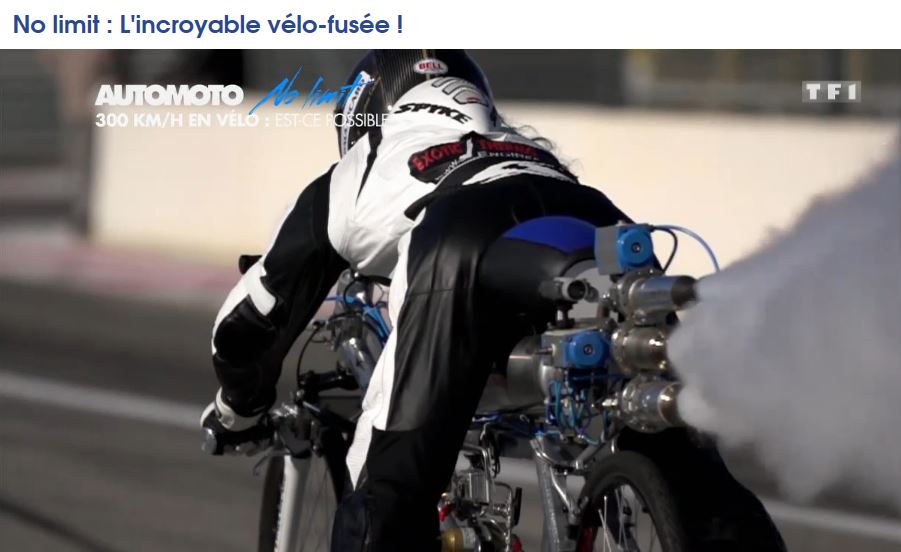 No limit : L'incroyable vélo-fusée !
AUTOMOTO No limit
300 KM/H EN VÉLO : EST-CE POSSIBLE
TF1
BELL
SPYKE
EXOTIC THERMO
ENGINEE